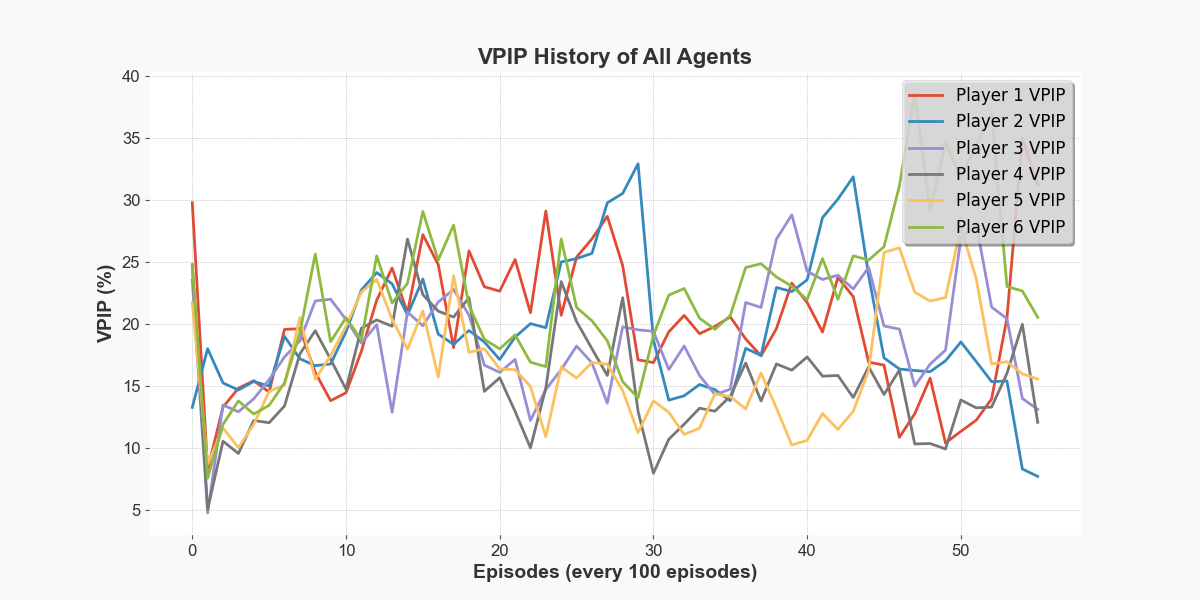 VPIP History of All Agents
40
35
30
25
20
15
10
5
VPIP (%)
Player 1 VPIP
Player 2 VPIP
Player 3 VPIP
Player 4 VPIP
Player 5 VPIP
Player 6 VPIP
0 10 20 30 40 50
Episodes (every 100 episodes)